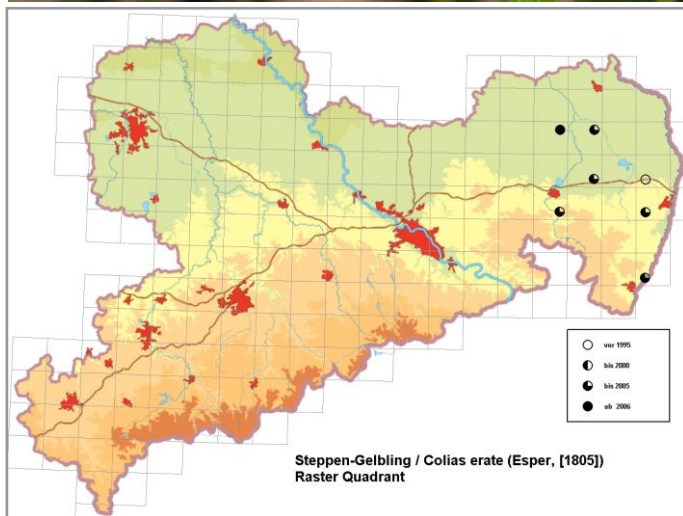 vor 1995
bis 2000
bis 2005
ab 2006
Steppen-Gelbling / Colias erate (Esper, [1805])
Raster Quadrant